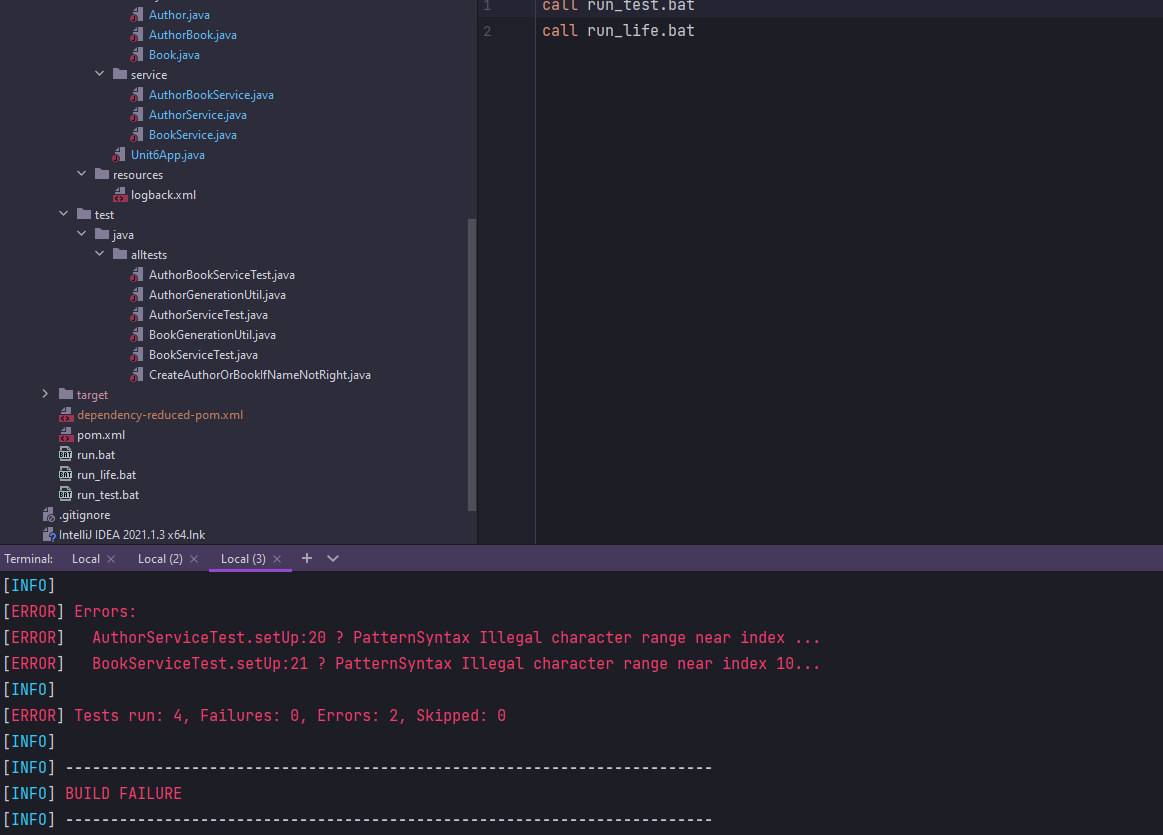 Author.java
AuthorBook.java
Book.java
service
AuthorBookService.java
AuthorService.java
BookService.java
Unit6App.java
resources
logback.xml
test
java
alltests
AuthorBookServiceTest.java
AuthorGenerationUtil.java
AuthorServiceTest.java
BookGenerationUtil.java
BookServiceTest.java
CreateAuthorOrBookIfNameNotRight.java
target
dependency-reduced-pom.xml
pom.xml
run.bat
run_life.bat
run_test.bat
.gitignore
IntelliJ IDEA 2021.1.3 x64.lnk
1 call run_test.bat
2 call run_life.bat
Terminal: Local Local (2) Local (3)
[INFO]
[ERROR] Errors:
[ERROR] AuthorServiceTest.setUp:20 ? PatternSyntax Illegal character range near index ...
[ERROR] BookServiceTest.setUp:21 ? PatternSyntax Illegal character range near index 10...
[INFO]
[ERROR] Tests run: 4, Failures: 0, Errors: 2, Skipped: 0
[INFO]
[INFO] ------------------------------------------------------------------------
[INFO] BUILD FAILURE
[INFO] ------------------------------------------------------------------------